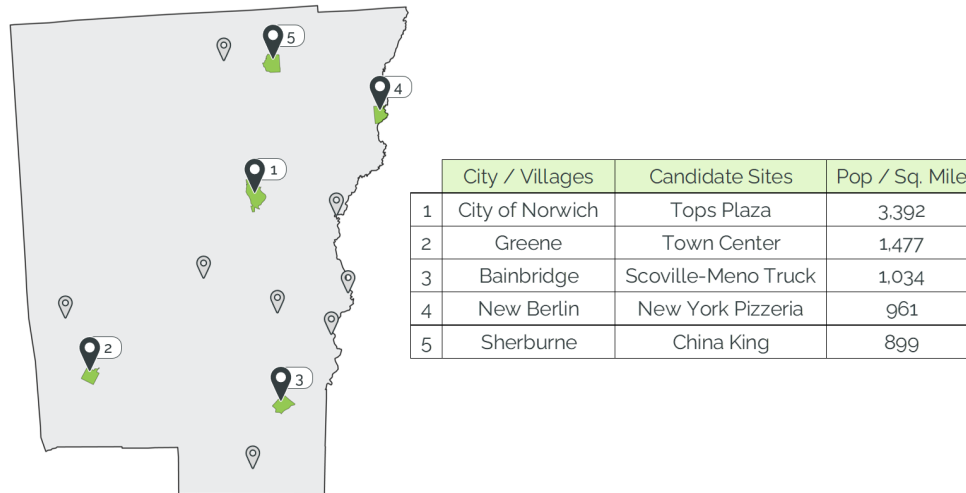 5
4
1
2
3
City / Villages Candidate Sites Pop / Sq. Mile
1 City of Norwich Tops Plaza 3,392
2 Greene Town Center 1,477
3 Bainbridge Scoville-Meno Truck 1,034
4 New Berlin New York Pizzeria 961
5 Sherburne China King 899